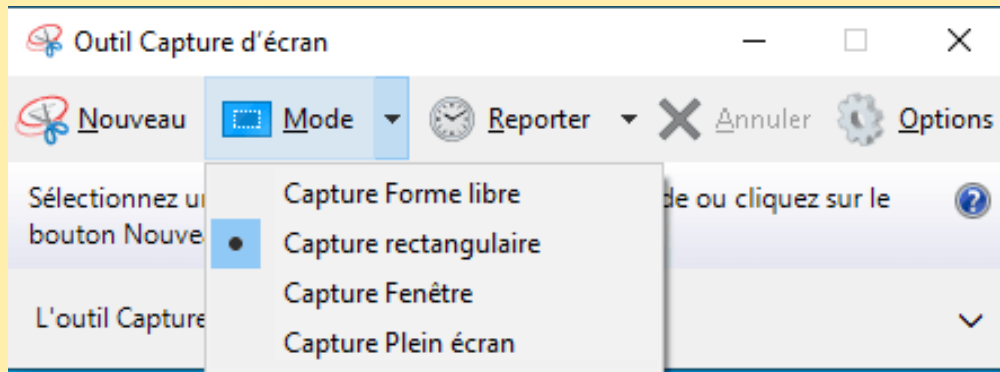 Outil Capture d'écran
Nouveau Mode Reporter Annuler Options
Sélectionnez de ou cliquez sur le
bouton
Capture Forme libre
Capture rectangulaire
Capture Fenêtre
L'outil Capture
Capture Plein écran